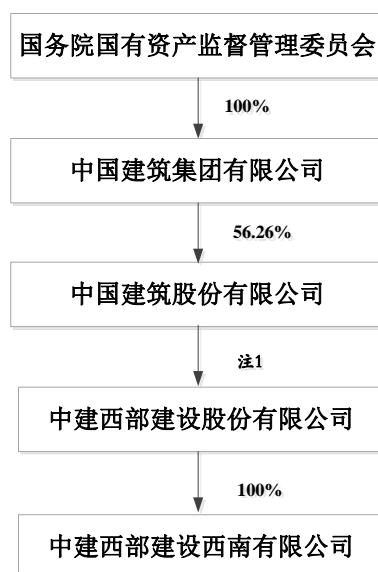 国务院国有资产监督管理委员会
100%
中国建筑集团有限公司
56.26%
中国建筑股份有限公司
注1
中建西部建设股份有限公司
100%
中建西部建设西南有限公司